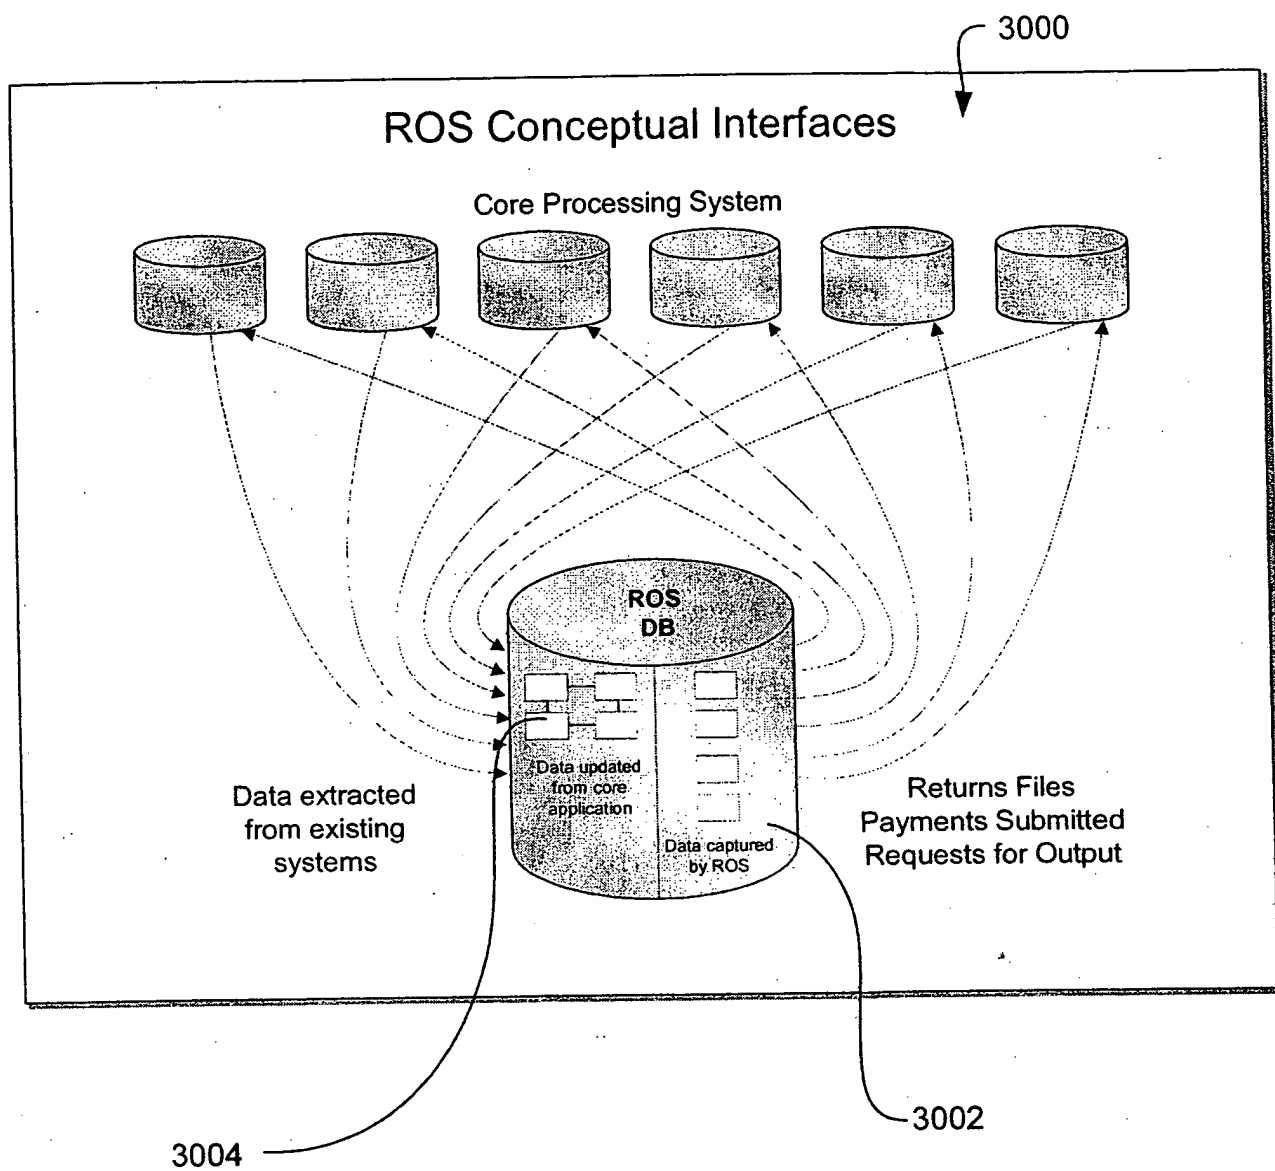 3000
ROS Conceptual Interfaces
Core Processing System
ROS
DB
Data updated
from core
application
Data captured
by ROS
Data extracted
from existing
systems
Returns Files
Payments Submitted
Requests for Output
3002
3004